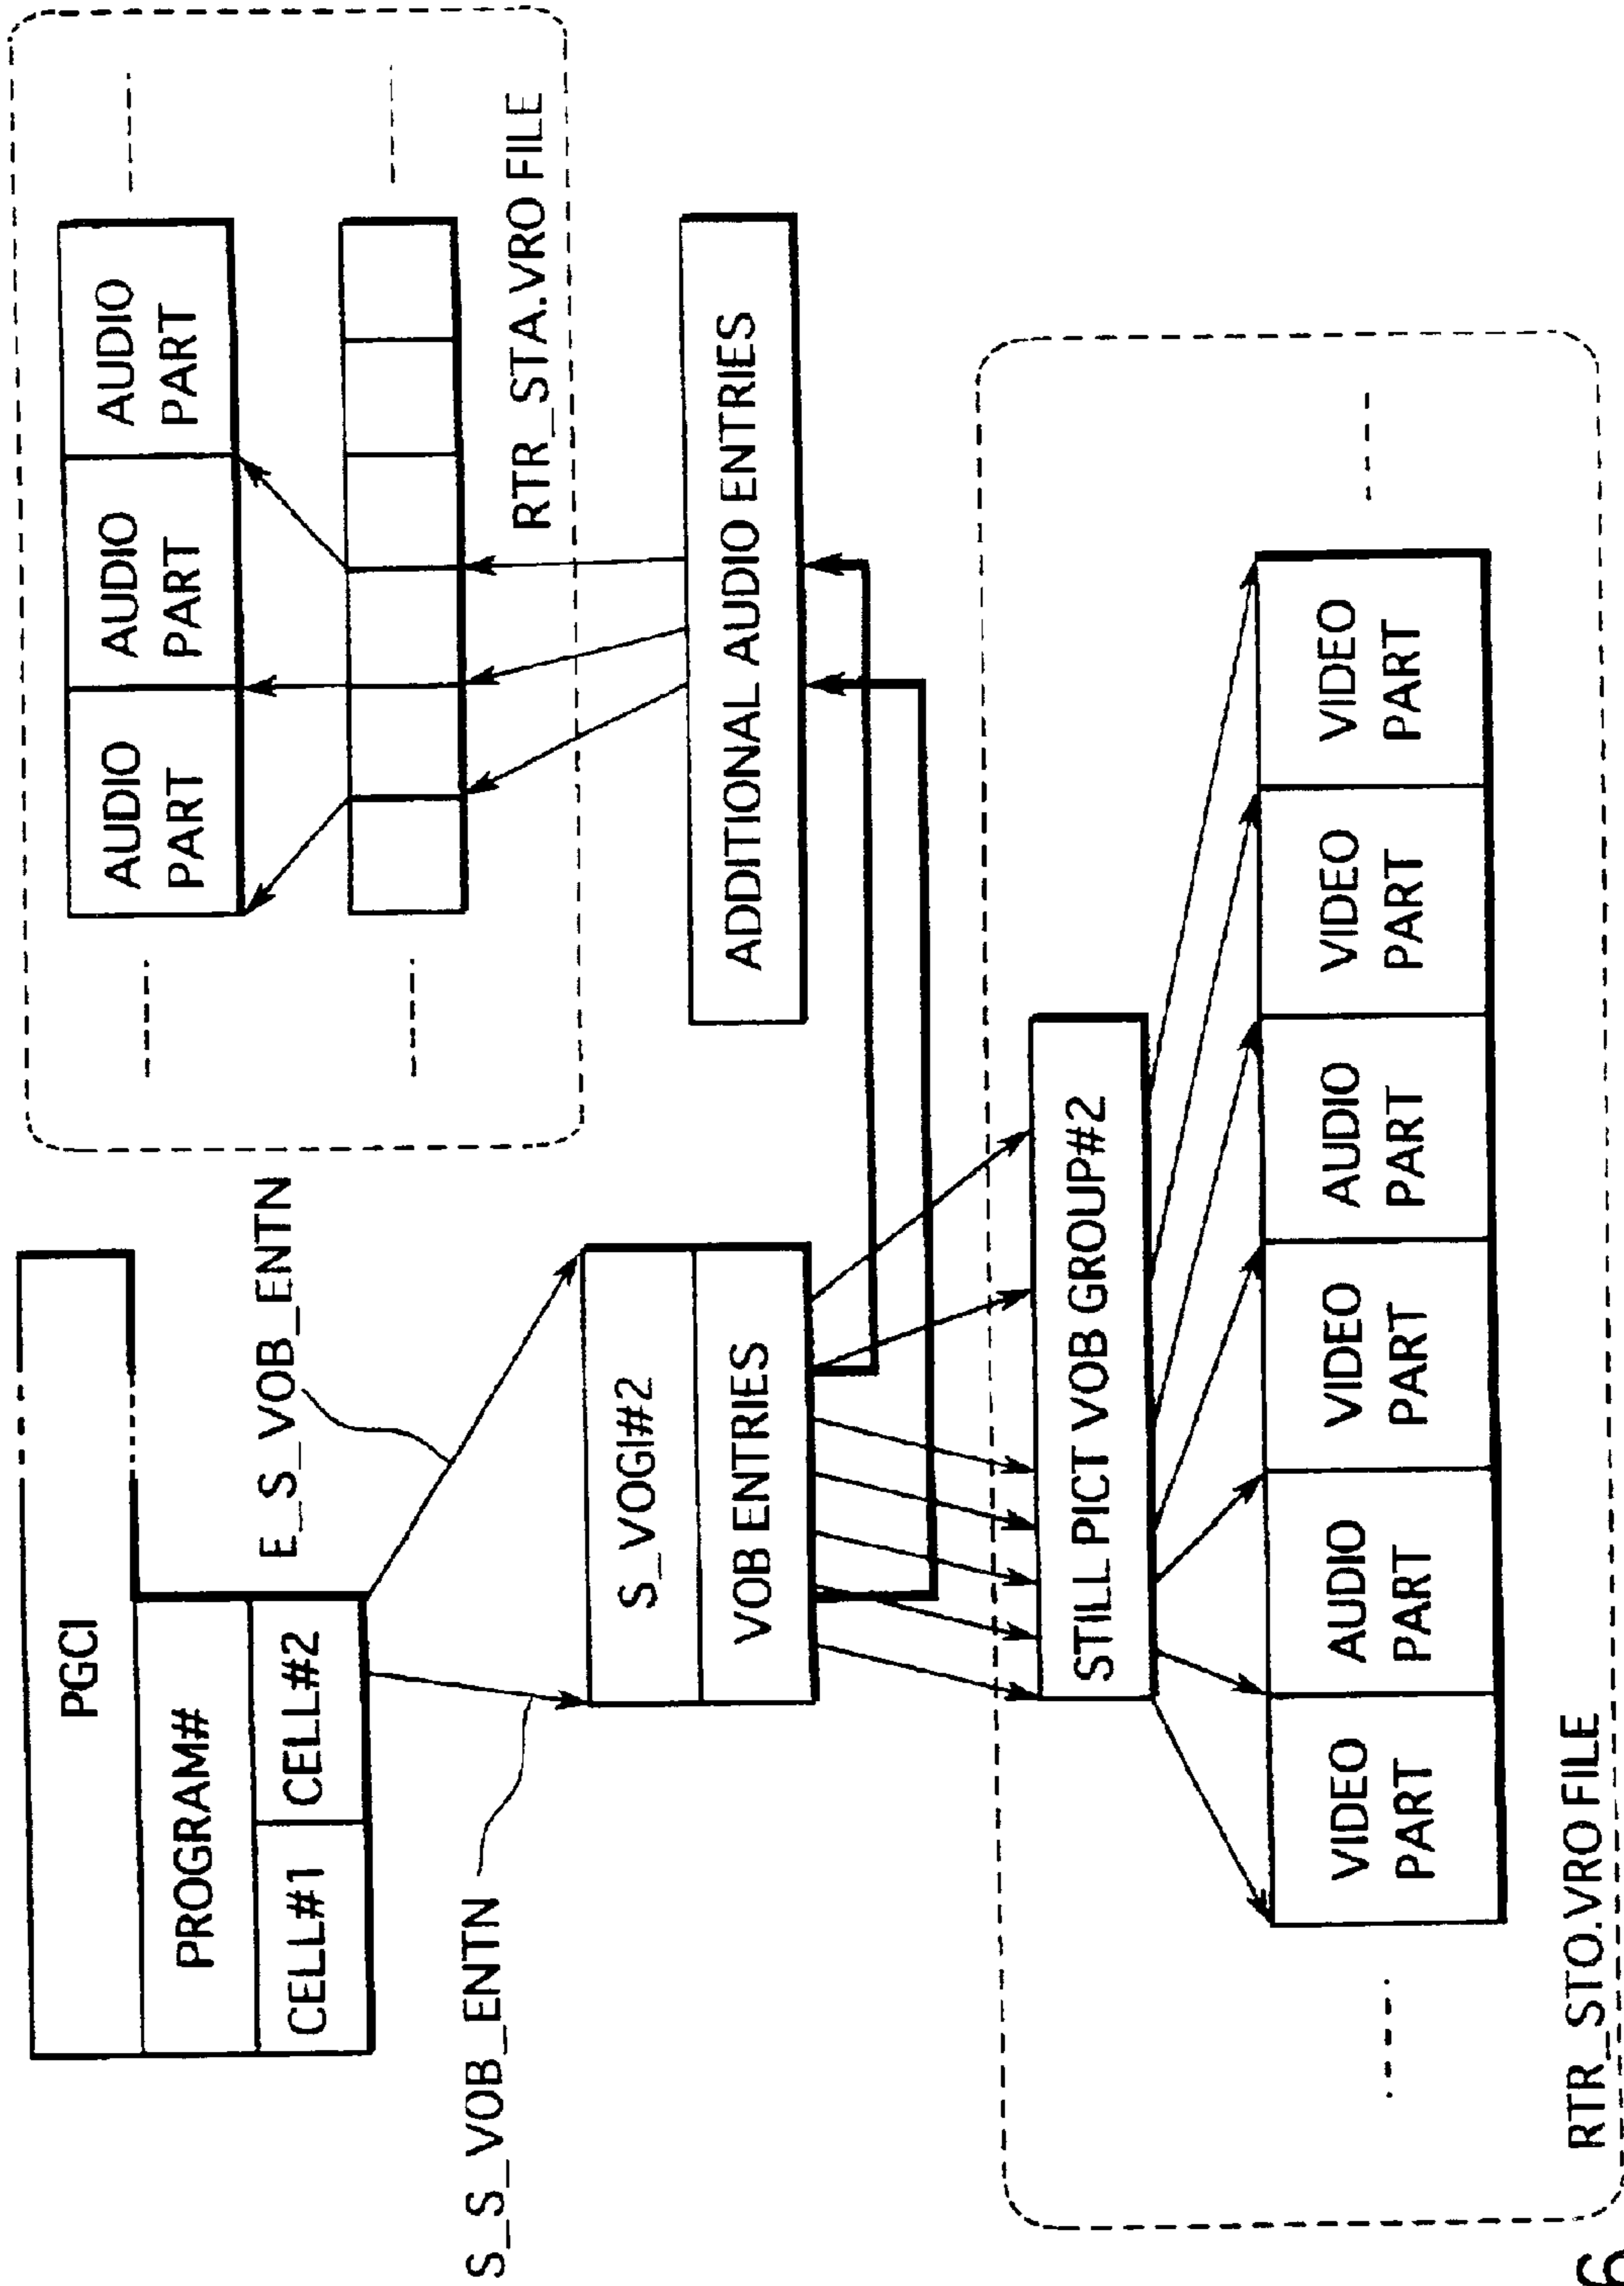 PGCI
PROGRAM#
CELL#1
CELL#2
E_S_VOB_ENTN
S_S_VOB_ENTN
S_VOGI#2
VOB ENTRIES
AUDIO
PART
AUDIO
PART
AUDIO
PART
RTR_STA.VRO FILE
ADDITIONAL AUDIO ENTRIES
STILL PICT VOB GROUP#2
VIDEO
PART
AUDIO
PART
VIDEO
PART
AUDIO
PART
VIDEO
PART
VIDEO
PART
RTR_STO.VRO FILE
6